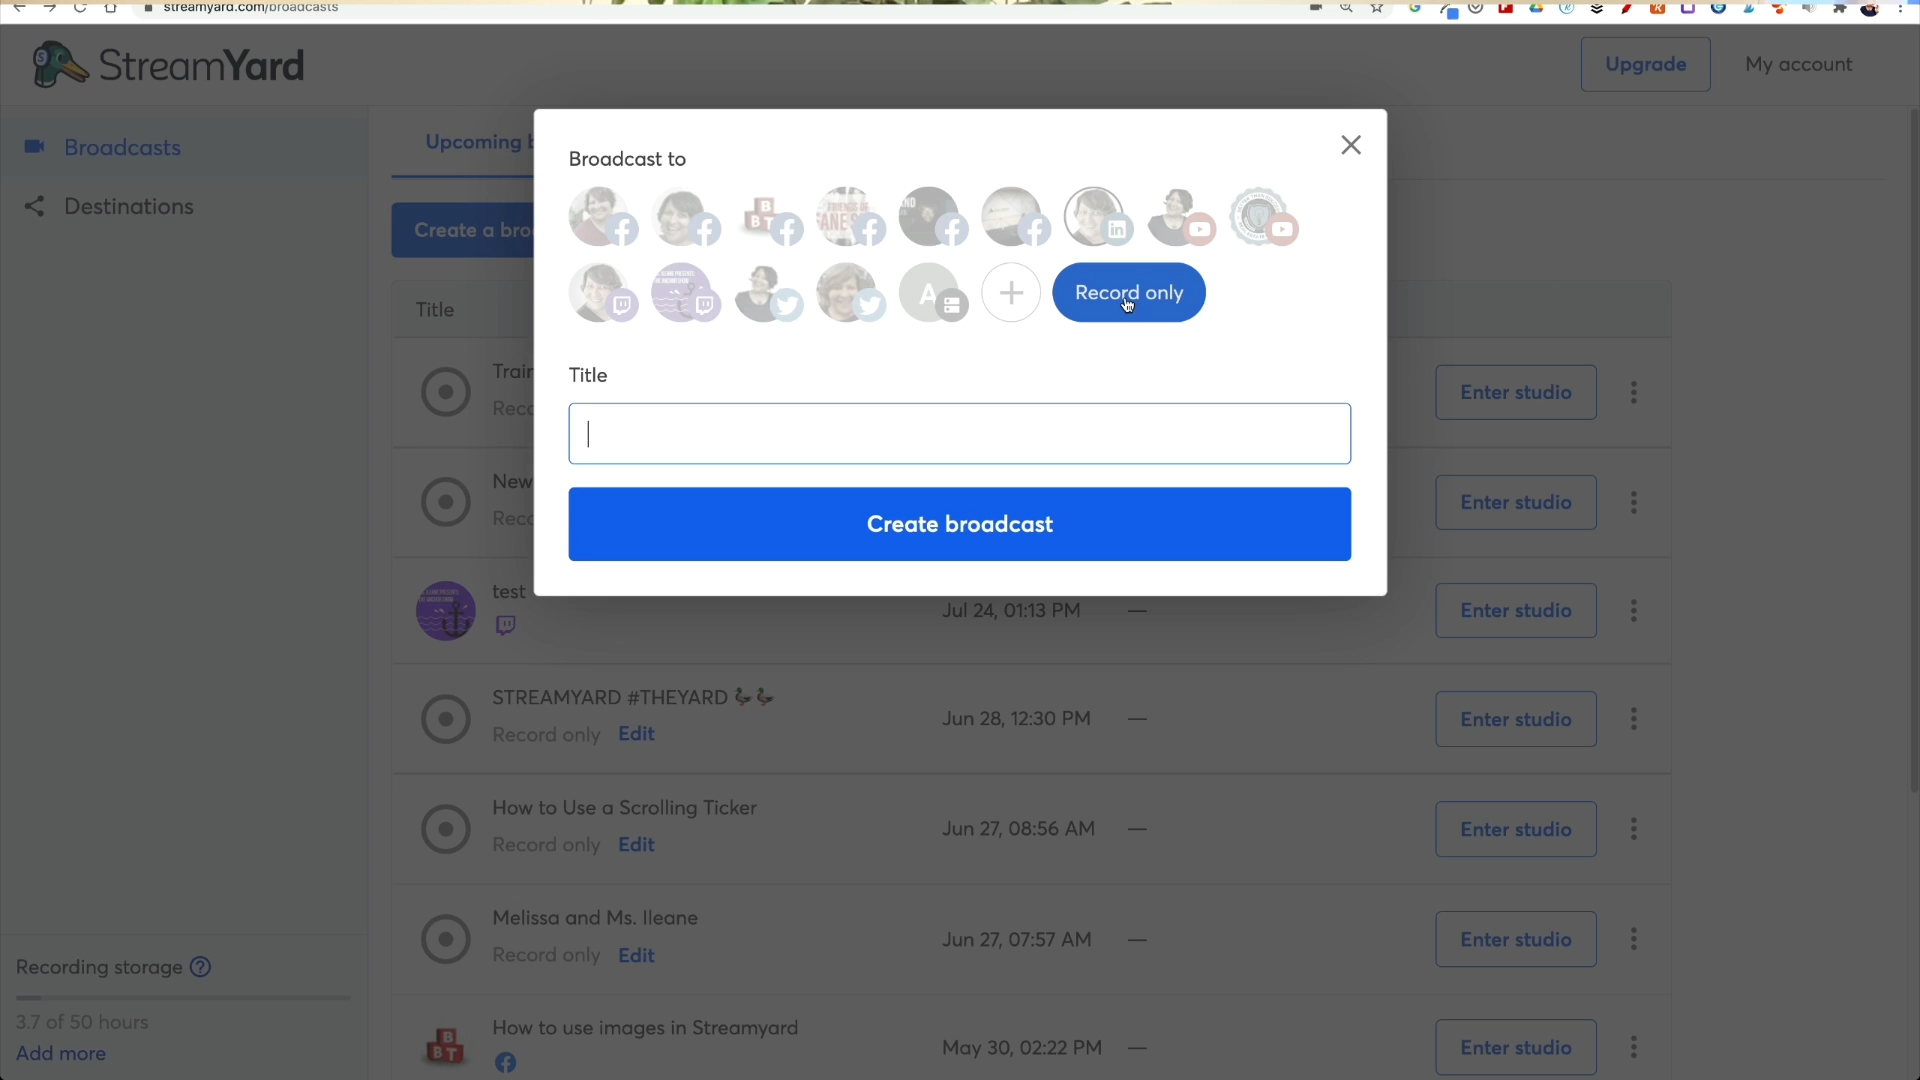 streamyard.com/broadcasts
StreamYard
Upgrade
My account
Broadcasts
Destinations
Upcoming
Create a bro
Title
Broadcast to
A
Record only
Title
Create broadcast
Enter studio
Enter studio
test
Jul 24, 01:13 PM
—
Enter studio
STREAMYARD #THEYARD 🦆🦆
Record only Edit
Jun 28, 12:30 PM
—
Enter studio
How to Use a Scrolling Ticker
Record only Edit
Jun 27, 08:56 AM
—
Enter studio
Melissa and Ms. Ileane
Record only Edit
Jun 27, 07:57 AM
—
Enter studio
How to use images in Streamyard
May 30, 02:22 PM
—
Enter studio
Recording storage ?
3.7 of 50 hours
Add more